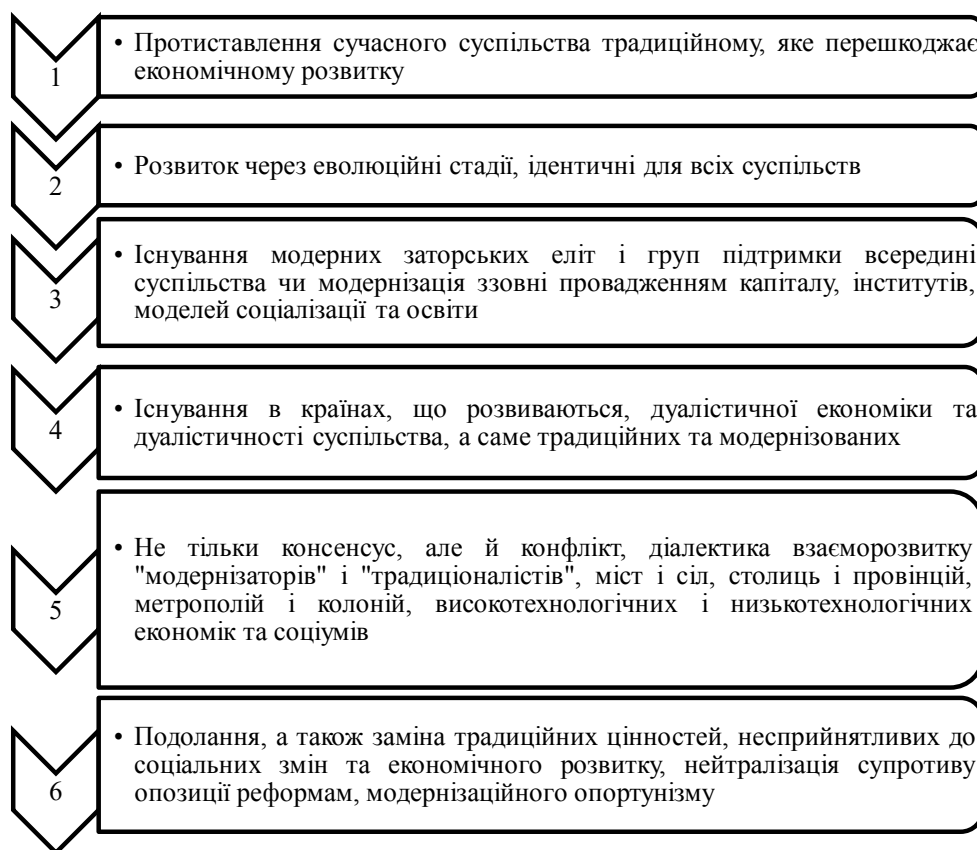 1
• Протиставлення сучасного суспільства традиційному, яке перешкоджає
економічному розвитку
2
• Розвиток через еволюційні стадії, ідентичні для всіх суспільств
3
• Існування модерних заторських еліт і груп підтримки всередині
суспільства чи модернізація ззовні провадженням капіталу, інститутів,
моделей соціалізації та освіти
4
• Існування в країнах, що розвиваються, дуалістичної економіки та
дуалістичності суспільства, а саме традиційних та модернізованих
5
• Не тільки консенсус, але й конфлікт, діалектика взаєморозвитку
"модернізаторів" і "традиціоналістів", міст і сіл, столиць і провінцій,
метрополій і колоній, високотехнологічних і низькотехнологічних
економік та соціумів
6
• Подолання, а також заміна традиційних цінностей, несприйнятливих до
соціальних змін та економічного розвитку, нейтралізація супротиву
опозиції реформам, модернізаційного опортунізму